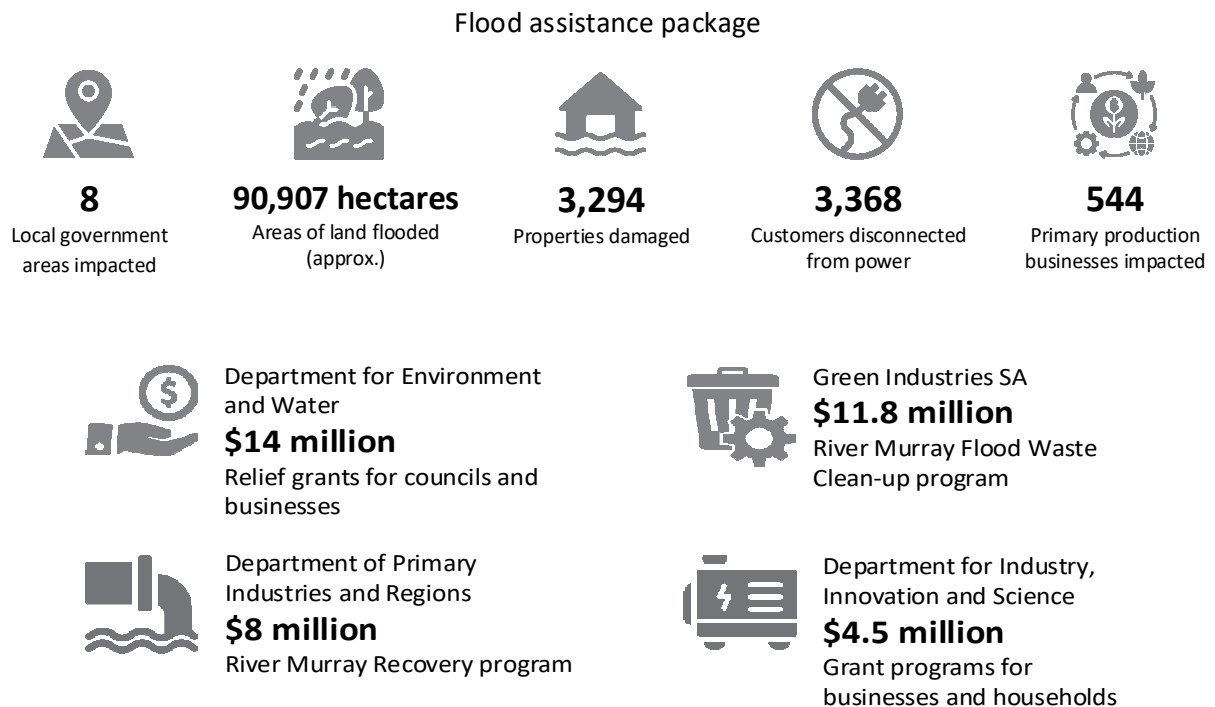 Flood assistance package
8
Local government
areas impacted
90,907 hectares
Areas of land flooded
(approx.)
3,294
Properties damaged
3,368
Customers disconnected
from power
544
Primary production
businesses impacted
Department for Environment
and Water
$14 million
Relief grants for councils and
businesses
Green Industries SA
$11.8 million
River Murray Flood Waste
Clean-up program
Department of Primary
Industries and Regions
$8 million
River Murray Recovery program
Department for Industry,
Innovation and Science
$4.5 million
Grant programs for
businesses and households